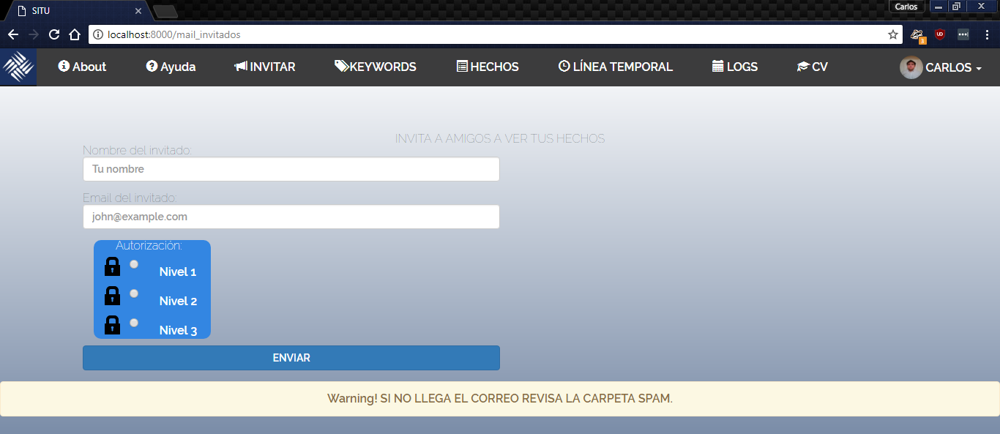 SITU
Carlos
localhost:8000/mail_invitados
UD
3
About
Ayuda
INVITAR
KEYWORDS
HECHOS
LÍNEA TEMPORAL
LOGS
CV
CARLOS
INVITA A AMIGOS A VER TUS HECHOS
Nombre del invitado:
Tu nombre
Email del invitado:
john@example.com
Autorización:
Nivel 1
Nivel 2
Nivel 3
ENVIAR
Warning! SI NO LLEGA EL CORREO REVISA LA CARPETA SPAM.